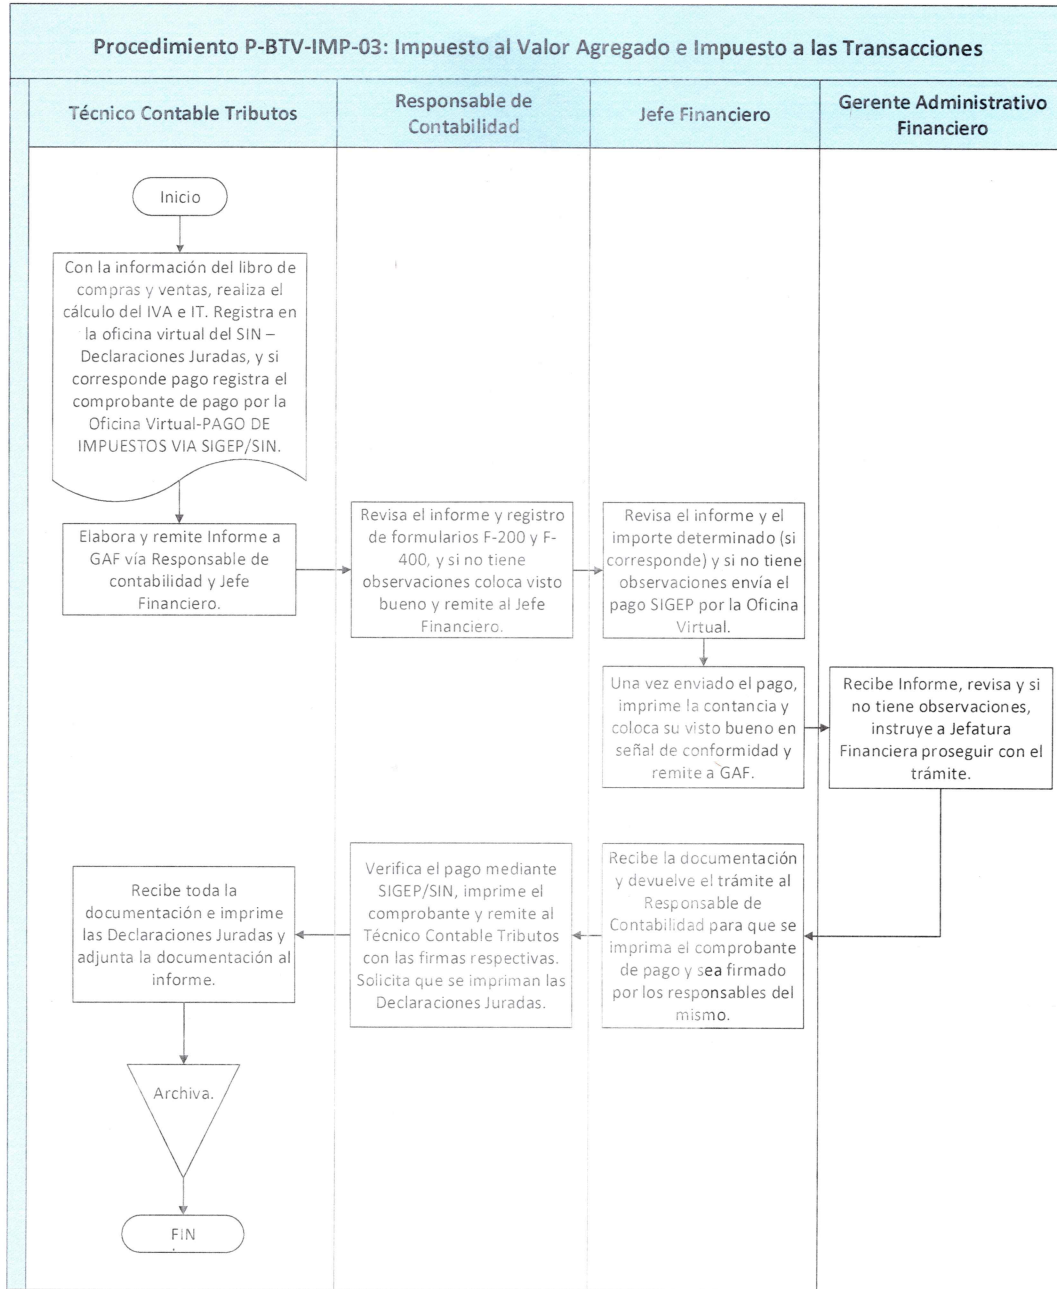 Procedimiento P-BTV-IMP-03: Impuesto al Valor Agregado e Impuesto a las Transacciones
Técnico Contable Tributos
Responsable de
Contabilidad
Jefe Financiero
Gerente Administrativo
Financiero
Inicio
Con la información del libro de
compras y ventas, realiza el
cálculo del IVA e IT. Registra en
la oficina virtual del SIN –
Declaraciones Juradas, y si
corresponde pago registra el
comprobante de pago por la
Oficina Virtual-PAGO DE
IMPUESTOS VIA SIGEP/SIN.
Elabora y remite Informe a
GAF vía Responsable de
contabilidad y Jefe
Financiero.
Revisa el informe y registro
de formularios F-200 y F-
400, y si no tiene
observaciones coloca visto
bueno y remite al Jefe
Financiero.
Revisa el informe y el
importe determinado (si
corresponde) y si no tiene
observaciones envía el
pago SIGEP por la Oficina
Virtual.
Una vez enviado el pago,
imprime la contancia y
coloca su visto bueno en
señal de conformidad y
remite a GAF.
Recibe Informe, revisa y si
no tiene observaciones,
instruye a Jefatura
Financiera proseguir con el
trámite.
Recibe la documentación
y devuelve el trámite al
Responsable de
Contabilidad para que se
imprima el comprobante
de pago y sea firmado
por los responsables del
mismo.
Verifica el pago mediante
SIGEP/SIN, imprime el
comprobante y remite al
Técnico Contable Tributos
con las firmas respectivas.
Solicita que se impriman las
Declaraciones Juradas.
Recibe toda la
documentación e imprime
las Declaraciones Juradas y
adjunta la documentación al
informe.
Archiva.
FIN